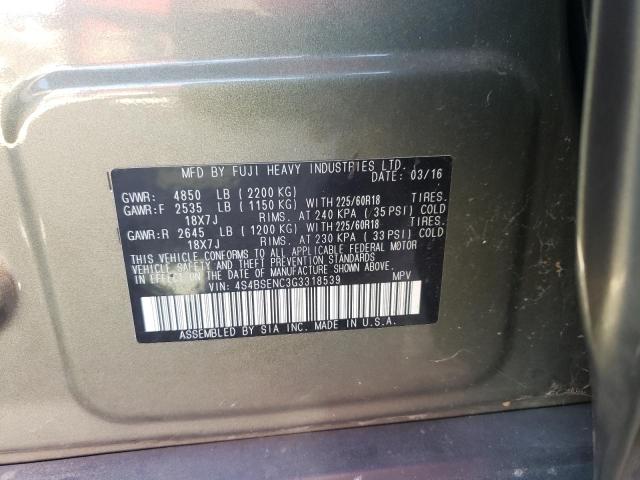 MFD BY FUJI HEAVY INDUSTRIES LTD.
DATE: 03/16
GVWR: 4850 LB (2200 KG)
GAWR:F 2535 LB (1150 KG) WITH 225/60R18 TIRES.
18X7J RIMS. AT 240 KPA (35 PSI) COLD
GAWR:R 2645 LB (1200 KG) WITH 225/60R18 TIRES.
18X7J RIMS. AT 230 KPA (33 PSI) COLD
THIS VEHICLE CONFORMS TO ALL APPLICABLE FEDERAL MOTOR
VEHICLE SAFETY AND THEFT PREVENTION STANDARDS
IN EFFECT ON THE DATE OF MANUFACTURE SHOWN ABOVE.
VIN: 4S4BSENC3G3318539 MPV
ASSEMBLED BY SIA INC. MADE IN U.S.A.